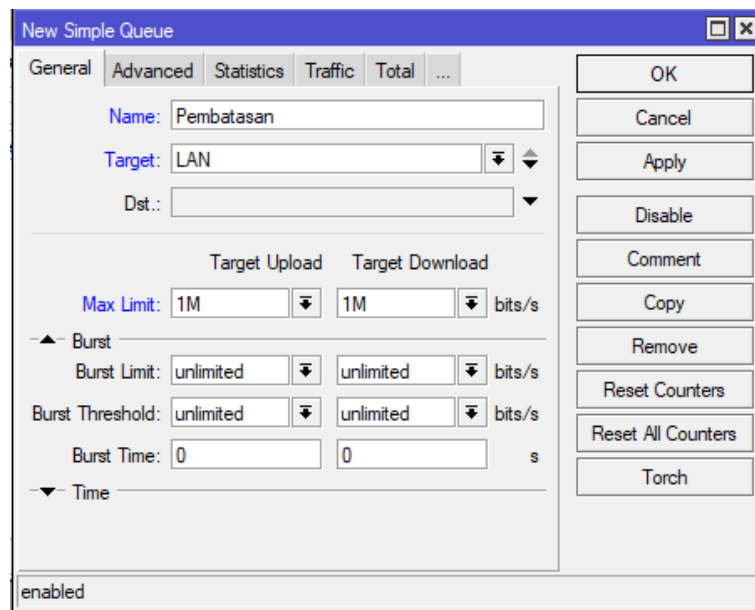 New Simple Queue
General Advanced Statistics Traffic Total ...
Name: Pembatasan
Target: LAN
Dst.:
Target Upload Target Download
Max Limit: 1M 1M bits/s
Burst
Burst Limit: unlimited unlimited bits/s
Burst Threshold: unlimited unlimited bits/s
Burst Time: 0 0 s
Time
enabled
OK
Cancel
Apply
Disable
Comment
Copy
Remove
Reset Counters
Reset All Counters
Torch